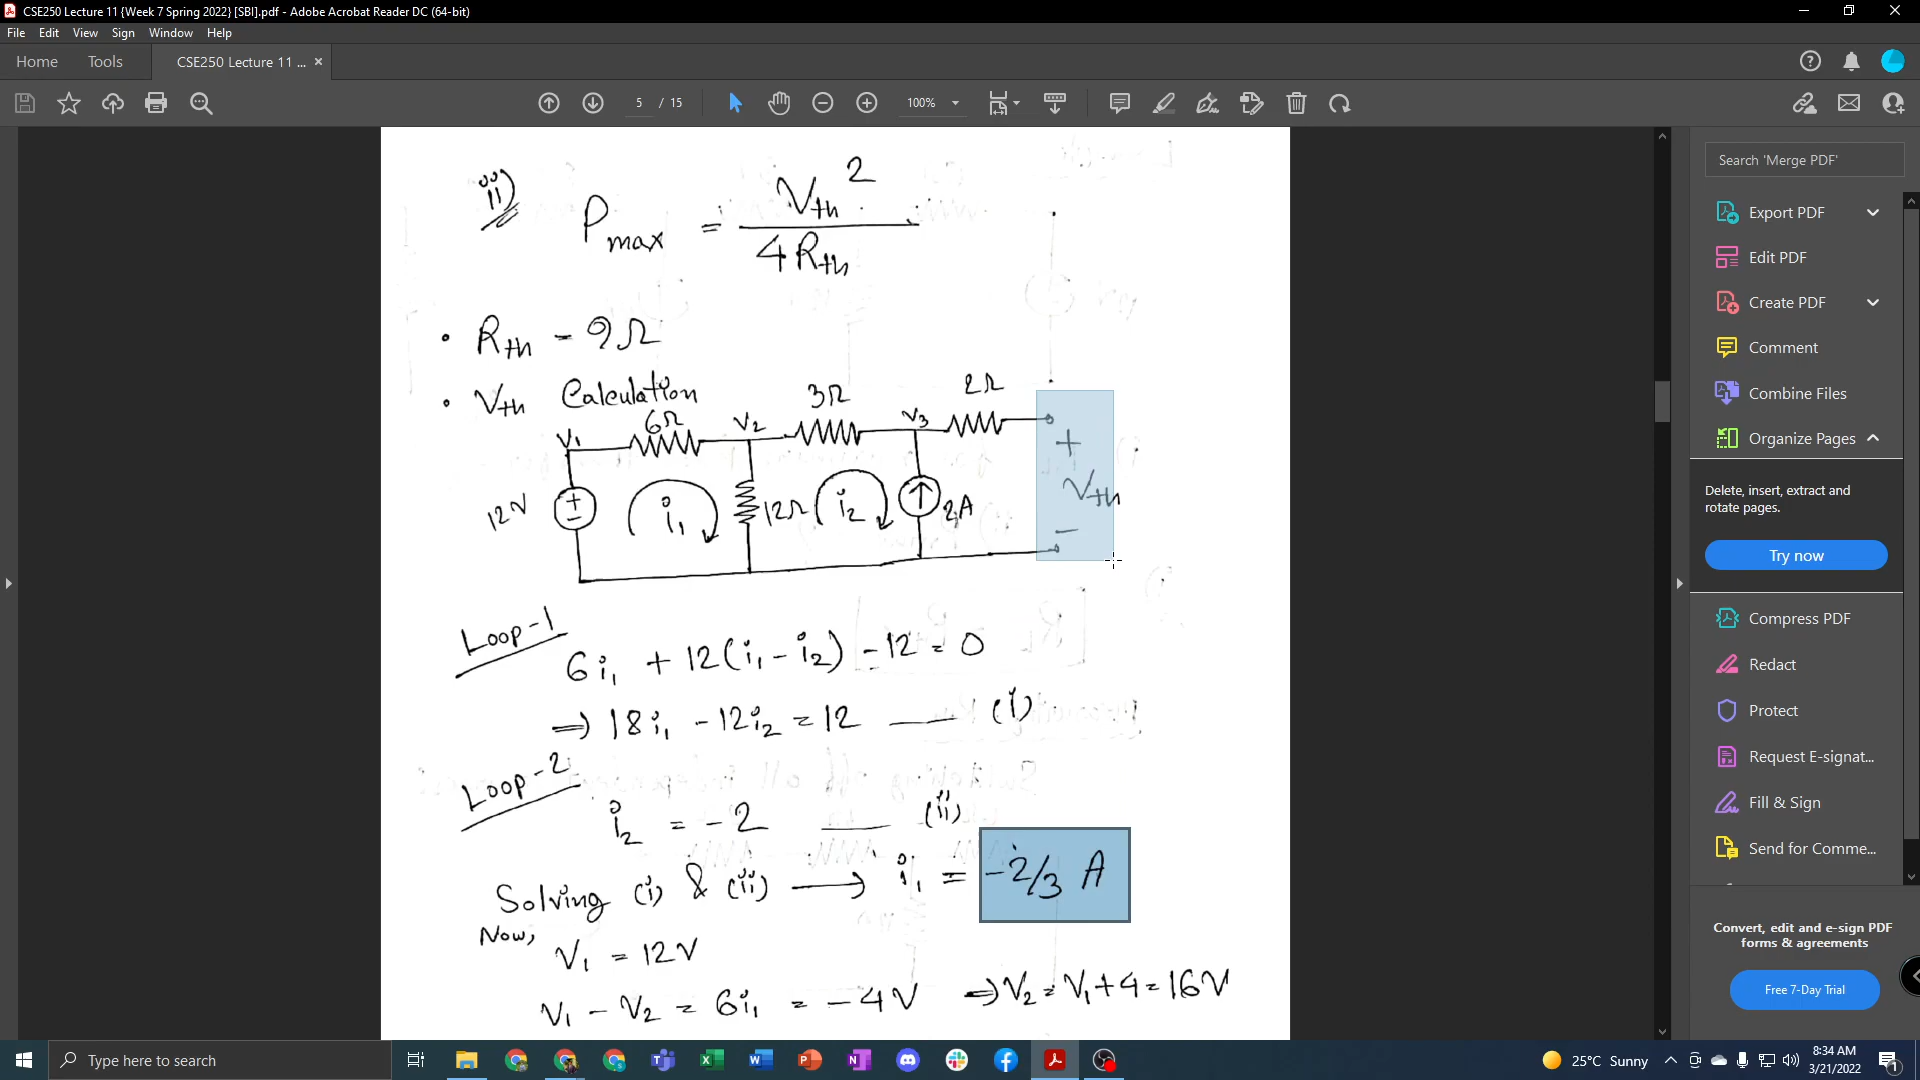 CSE250 Lecture 11 {Week 7 Spring 2022} [SBI].pdf - Adobe Acrobat Reader DC (64-bit)
File Edit View Sign Window Help
Home Tools CSE250 Lecture 11 ... ×
5 / 15 100%
ii) Pmax = Vth² / 4Rth
• Rth = 9Ω
• Vth Calculation
6Ω 3Ω 2Ω
V1 V2 V3
+
12V i1 12Ω i2 2A Vth
-
Loop-1
6i1 + 12(i1 - i2) - 12 = 0
=> 18i1 - 12i2 = 12 —— (i)
Loop-2
i2 = -2 —— (ii)
Solving (i) & (ii) → i1 = -2/3 A
Now,
V1 = 12V
V1 - V2 = 6i1 = -4V => V2 = V1+4 = 16V
Search 'Merge PDF'
Export PDF
Edit PDF
Create PDF
Comment
Combine Files
Organize Pages
Delete, insert, extract and
rotate pages.
Try now
Compress PDF
Redact
Protect
Request E-signat...
Fill & Sign
Send for Comme...
Convert, edit and e-sign PDF
forms & agreements
Free 7-Day Trial
Type here to search
25°C Sunny
8:34 AM
3/21/2022
1